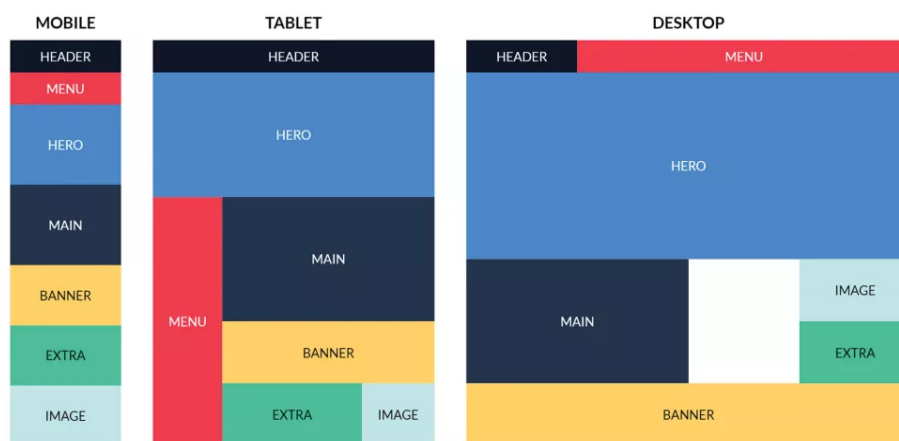 MOBILE
HEADER
MENU
HERO
MAIN
BANNER
EXTRA
IMAGE
TABLET
HEADER
HERO
MENU
MAIN
BANNER
EXTRA
IMAGE
DESKTOP
HEADER
MENU
HERO
MAIN
IMAGE
EXTRA
BANNER